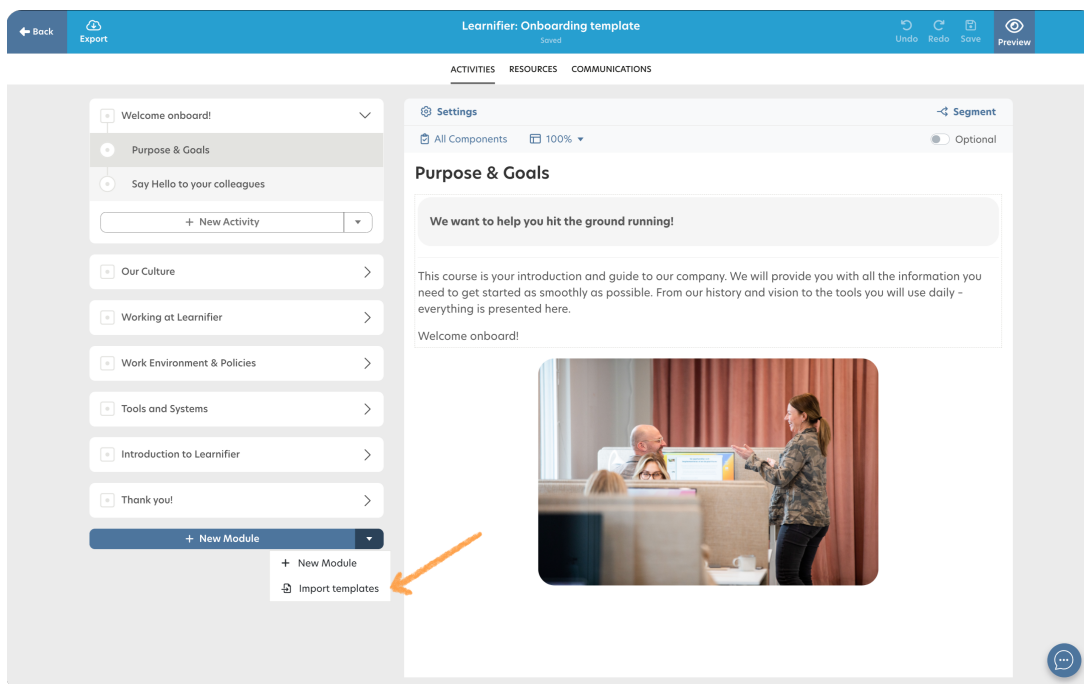 Back
Export
Learnifier: Onboarding template
Saved
Undo
Redo
Save
Preview
ACTIVITIES
RESOURCES
COMMUNICATIONS
Welcome onboard!
Purpose & Goals
Say Hello to your colleagues
+ New Activity
Our Culture
Working at Learnifier
Work Environment & Policies
Tools and Systems
Introduction to Learnifier
Thank you!
+ New Module
+ New Module
Import templates
Settings
Segment
All Components
100%
Optional
Purpose & Goals
We want to help you hit the ground running!
This course is your introduction and guide to our company. We will provide you with all the information you
need to get started as smoothly as possible. From our history and vision to the tools you will use daily –
everything is presented here.
Welcome onboard!